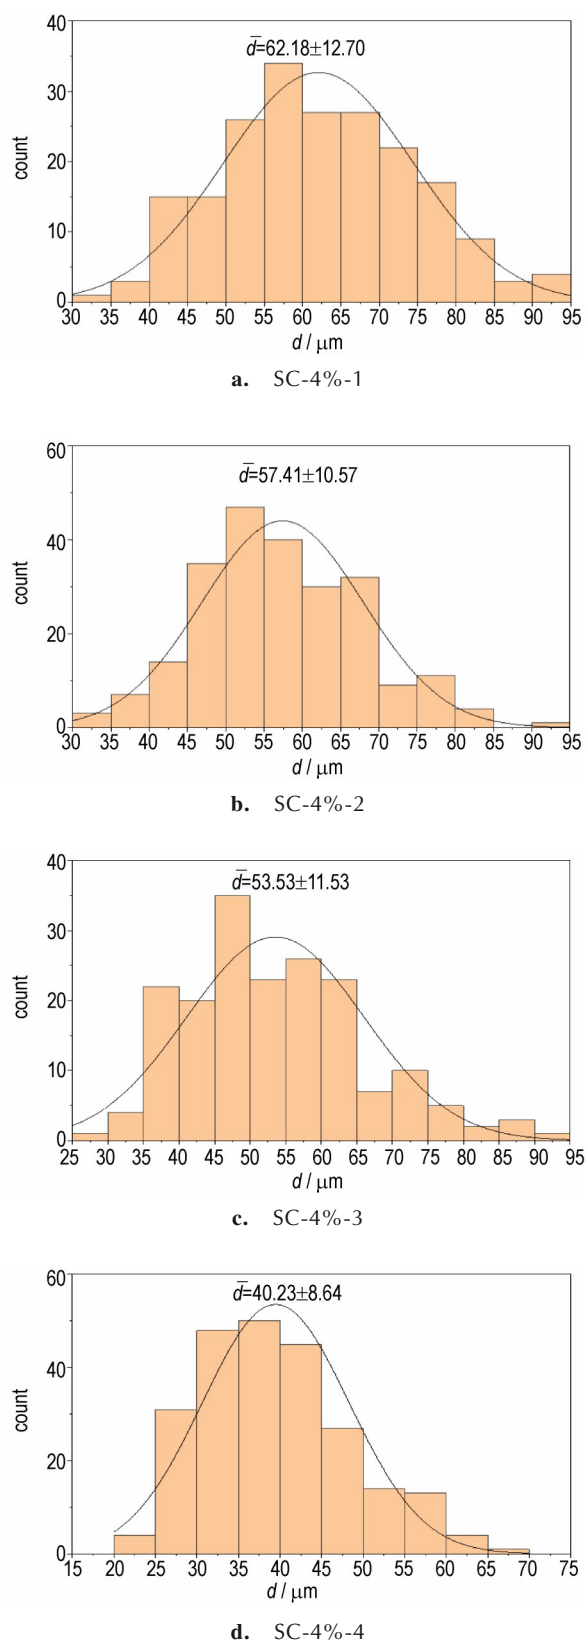 40
30
20
10
0
count
d̅=62.18±12.70
30 35 40 45 50 55 60 65 70 75 80 85 90 95
d / μm
a. SC-4%-1
60
40
20
0
count
d̅=57.41±10.57
30 35 40 45 50 55 60 65 70 75 80 85 90 95
d / μm
b. SC-4%-2
40
30
20
10
0
count
d̅=53.53±11.53
25 30 35 40 45 50 55 60 65 70 75 80 85 90 95
d / μm
c. SC-4%-3
60
40
20
0
count
d̅=40.23±8.64
15 20 25 30 35 40 45 50 55 60 65 70 75
d / μm
d. SC-4%-4